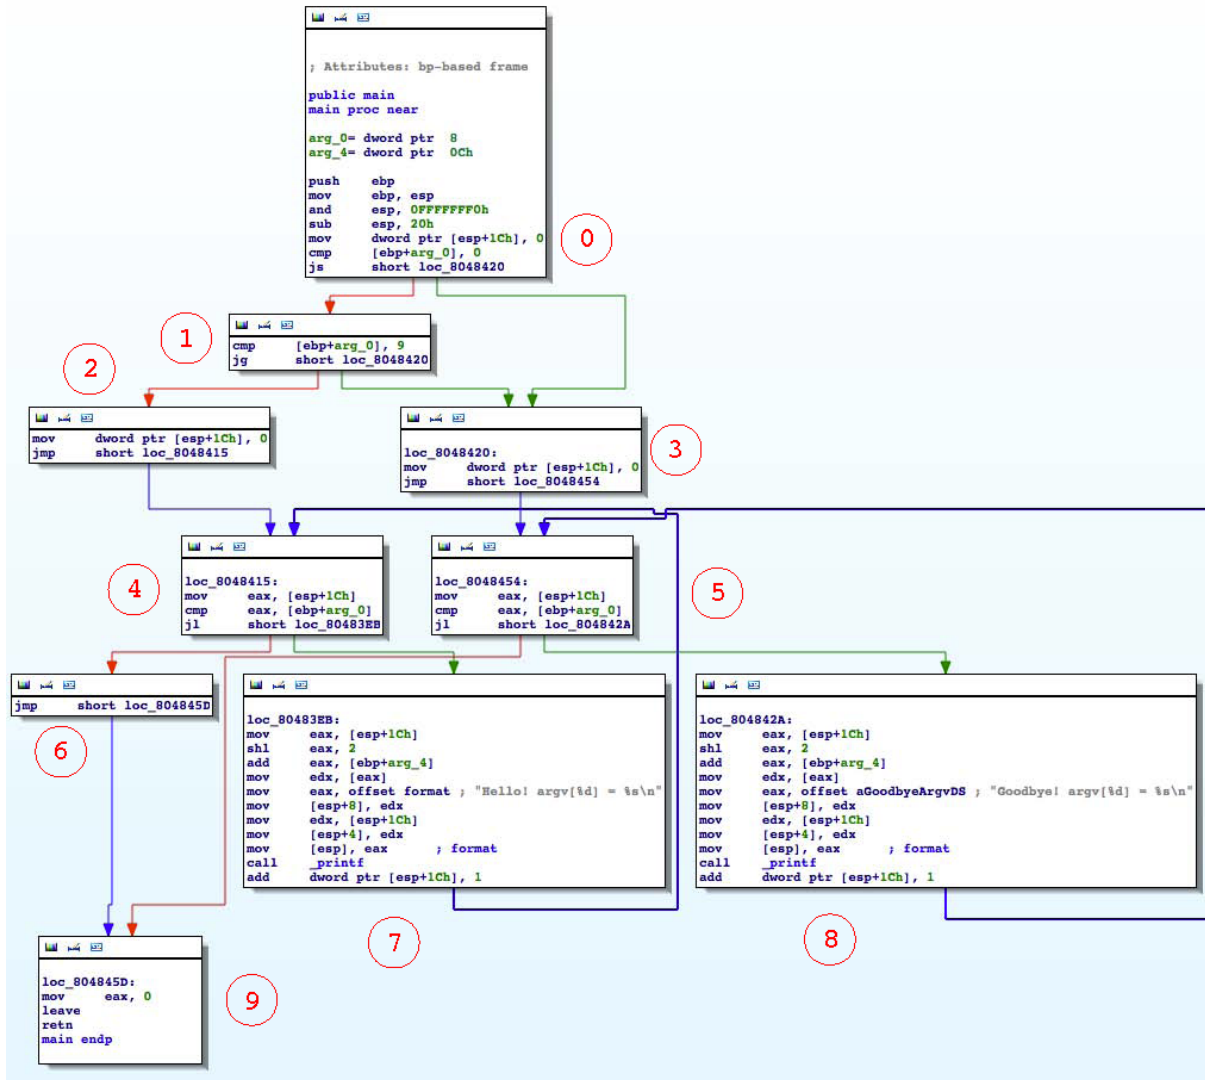 ; Attributes: bp-based frame
public main
main proc near
arg_0= dword ptr  8
arg_4= dword ptr  0Ch
push    ebp
mov     ebp, esp
and     esp, 0FFFFFFF0h
sub     esp, 20h
mov     dword ptr [esp+1Ch], 0
cmp     [ebp+arg_0], 0
js      short loc_8048420
0
1
cmp     [ebp+arg_0], 9
jg      short loc_8048420
2
mov     dword ptr [esp+1Ch], 0
jmp     short loc_8048415
loc_8048420:
mov     dword ptr [esp+1Ch], 0
jmp     short loc_8048454
3
4
loc_8048415:
mov     eax, [esp+1Ch]
cmp     eax, [ebp+arg_0]
jl      short loc_80483EB
loc_8048454:
mov     eax, [esp+1Ch]
cmp     eax, [ebp+arg_0]
jl      short loc_804842A
5
jmp     short loc_804845D
6
loc_80483EB:
mov     eax, [esp+1Ch]
shl     eax, 2
add     eax, [ebp+arg_4]
mov     edx, [eax]
mov     eax, offset format ; "Hello! argv[%d] = %s\n"
mov     [esp+8], edx
mov     edx, [esp+1Ch]
mov     [esp+4], edx
mov     [esp], eax      ; format
call    _printf
add     dword ptr [esp+1Ch], 1
7
loc_804842A:
mov     eax, [esp+1Ch]
shl     eax, 2
add     eax, [ebp+arg_4]
mov     edx, [eax]
mov     eax, offset aGoodbyeArgvDS ; "Goodbye! argv[%d] = %s\n"
mov     [esp+8], edx
mov     edx, [esp+1Ch]
mov     [esp+4], edx
mov     [esp], eax      ; format
call    _printf
add     dword ptr [esp+1Ch], 1
8
loc_804845D:
mov     eax, 0
leave
retn
main endp
9